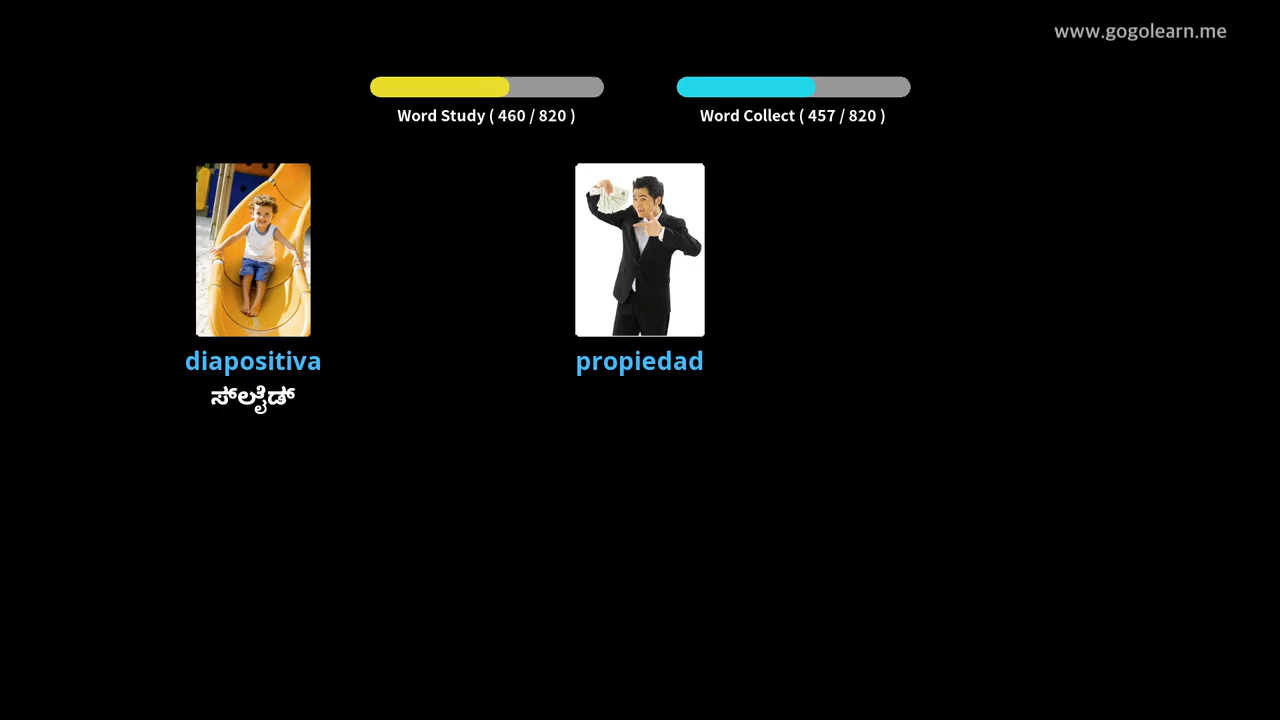 www.gogolearn.me
Word Study ( 460 / 820 )
Word Collect ( 457 / 820 )
diapositiva
ಸ್ಲೈಡ್
propiedad